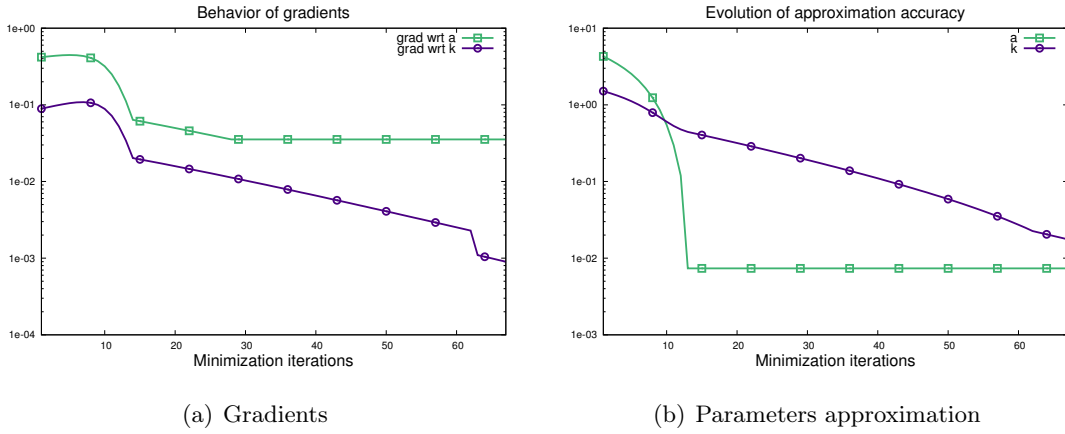 Behavior of gradients
1e+00
1e-01
1e-02
1e-03
1e-04
grad wrt a
grad wrt k
10 20 30 40 50 60
Minimization iterctions
(a) Gradients
Evolution of approximation accuracy
1e+01
1e+00
1e-01
1e-02
1e-03
a
k
10 20 30 40 50 60
Minimization iterctions
(b) Parameters approximation